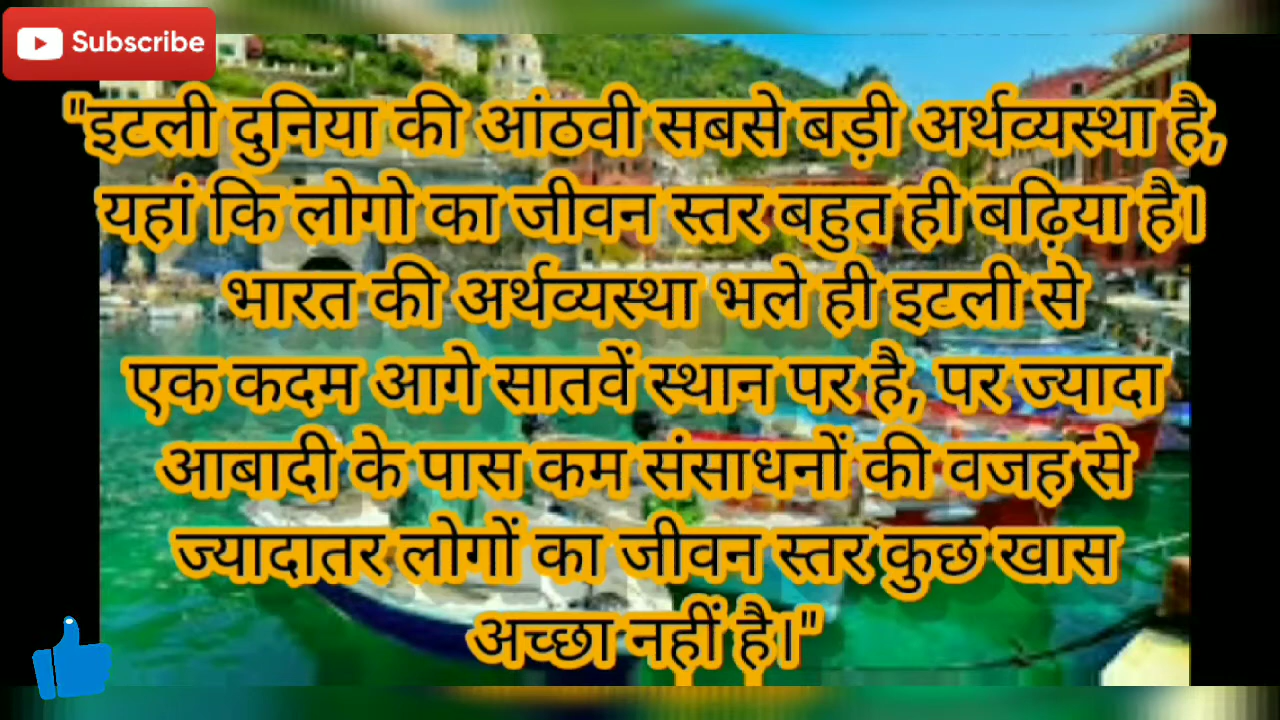 Subscribe
"इटली दुनिया की आंठवी सबसे बड़ी अर्थव्यस्था है,
यहां कि लोगो का जीवन स्तर बहुत ही बढ़िया है।
भारत की अर्थव्यस्था भले ही इटली से
एक कदम आगे सातवें स्थान पर है, पर ज्यादा
आबादी के पास कम संसाधनों की वजह से
ज्यादातर लोगों का जीवन स्तर कुछ खास
अच्छा नहीं है।"